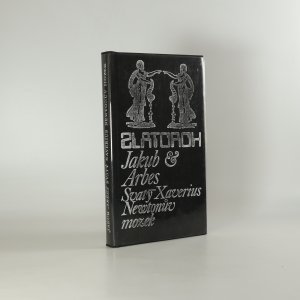 ZLATOROH
Jakub &
Arbes
Svatý Xaverius
Newtonův
mozek